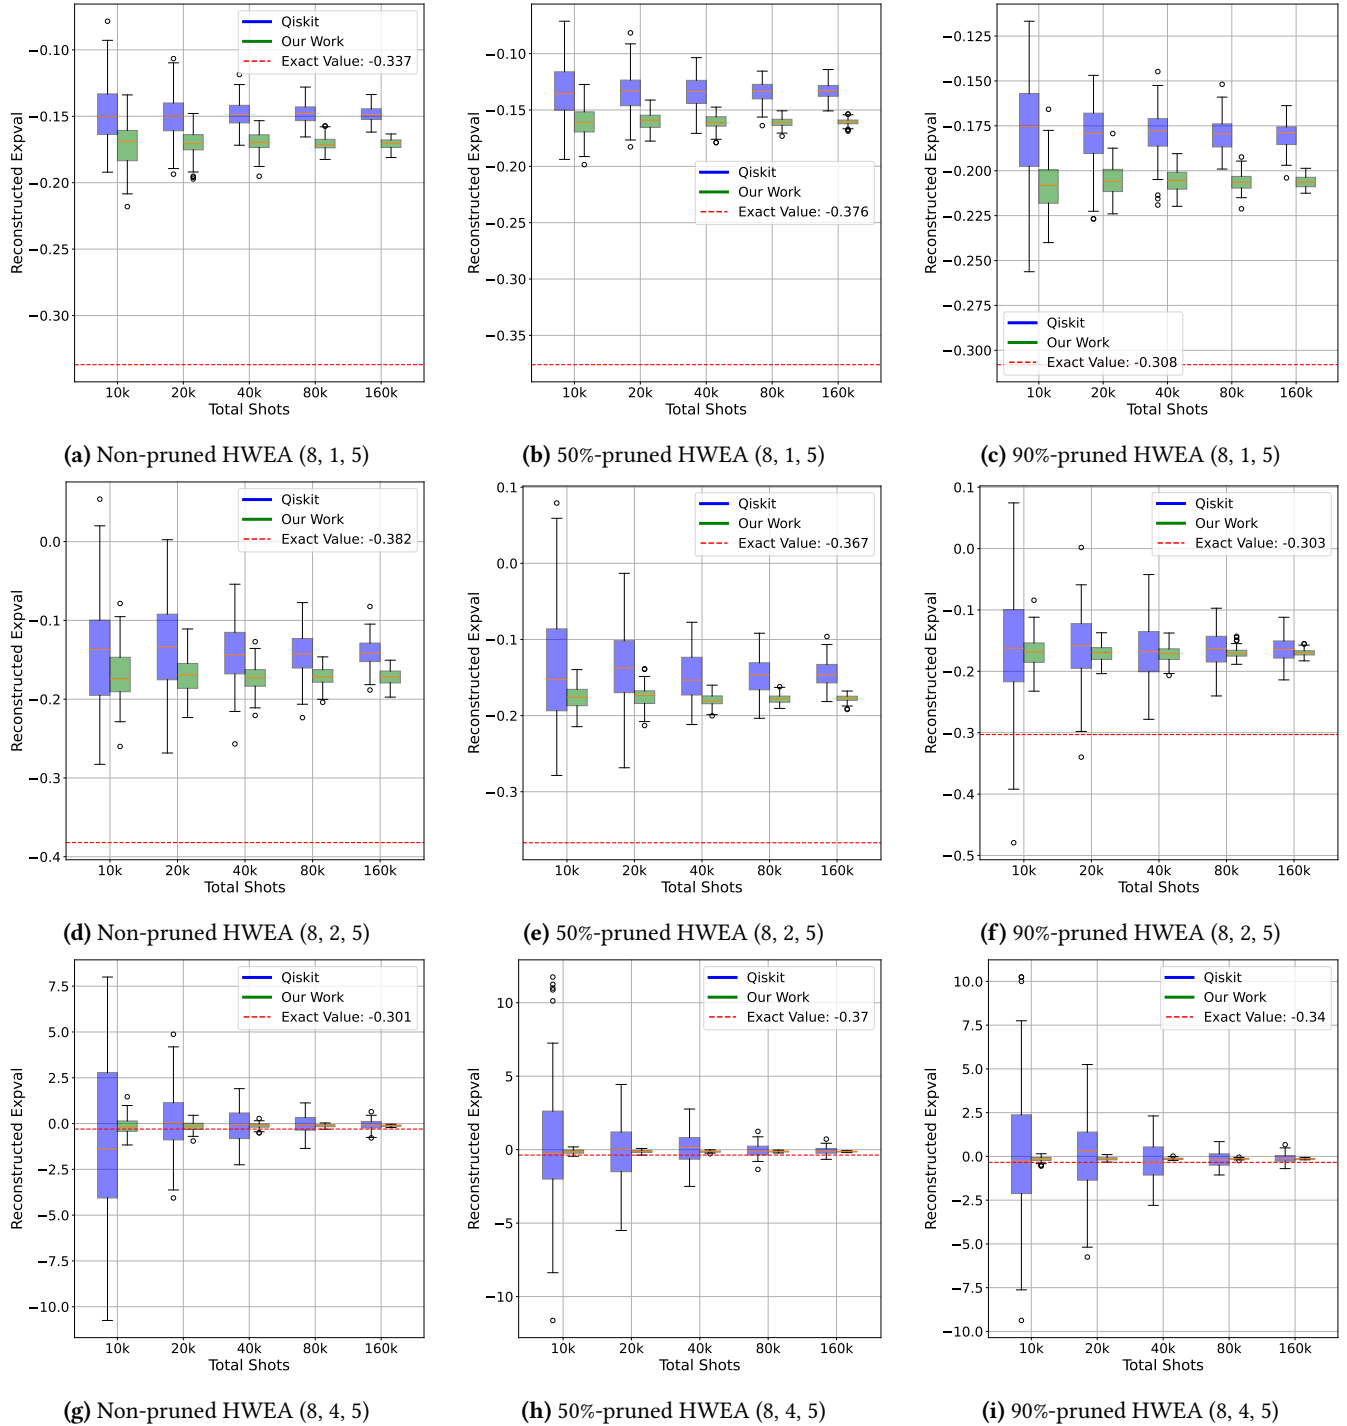 Reconstructed Expval
−0.10
−0.15
−0.20
−0.25
−0.30
Qiskit
Our Work
Exact Value: -0.337
10k 20k 40k 80k 160k
Total Shots
(a) Non-pruned HWEA (8, 1, 5)
Reconstructed Expval
−0.10
−0.15
−0.20
−0.25
−0.30
−0.35
Qiskit
Our Work
Exact Value: -0.376
10k 20k 40k 80k 160k
Total Shots
(b) 50%-pruned HWEA (8, 1, 5)
Reconstructed Expval
−0.125
−0.150
−0.175
−0.200
−0.225
−0.250
−0.275
−0.300
Qiskit
Our Work
Exact Value: -0.308
10k 20k 40k 80k 160k
Total Shots
(c) 90%-pruned HWEA (8, 1, 5)
Reconstructed Expval
0.0
−0.1
−0.2
−0.3
−0.4
Qiskit
Our Work
Exact Value: -0.382
10k 20k 40k 80k 160k
Total Shots
(d) Non-pruned HWEA (8, 2, 5)
Reconstructed Expval
0.1
0.0
−0.1
−0.2
−0.3
Qiskit
Our Work
Exact Value: -0.367
10k 20k 40k 80k 160k
Total Shots
(e) 50%-pruned HWEA (8, 2, 5)
Reconstructed Expval
0.1
0.0
−0.1
−0.2
−0.3
−0.4
−0.5
Qiskit
Our Work
Exact Value: -0.303
10k 20k 40k 80k 160k
Total Shots
(f) 90%-pruned HWEA (8, 2, 5)
Reconstructed Expval
7.5
5.0
2.5
0.0
−2.5
−5.0
−7.5
−10.0
Qiskit
Our Work
Exact Value: -0.301
10k 20k 40k 80k 160k
Total Shots
(g) Non-pruned HWEA (8, 4, 5)
Reconstructed Expval
10
5
0
−5
−10
Qiskit
Our Work
Exact Value: -0.37
10k 20k 40k 80k 160k
Total Shots
(h) 50%-pruned HWEA (8, 4, 5)
Reconstructed Expval
10.0
7.5
5.0
2.5
0.0
−2.5
−5.0
−7.5
−10.0
Qiskit
Our Work
Exact Value: -0.34
10k 20k 40k 80k 160k
Total Shots
(i) 90%-pruned HWEA (8, 4, 5)